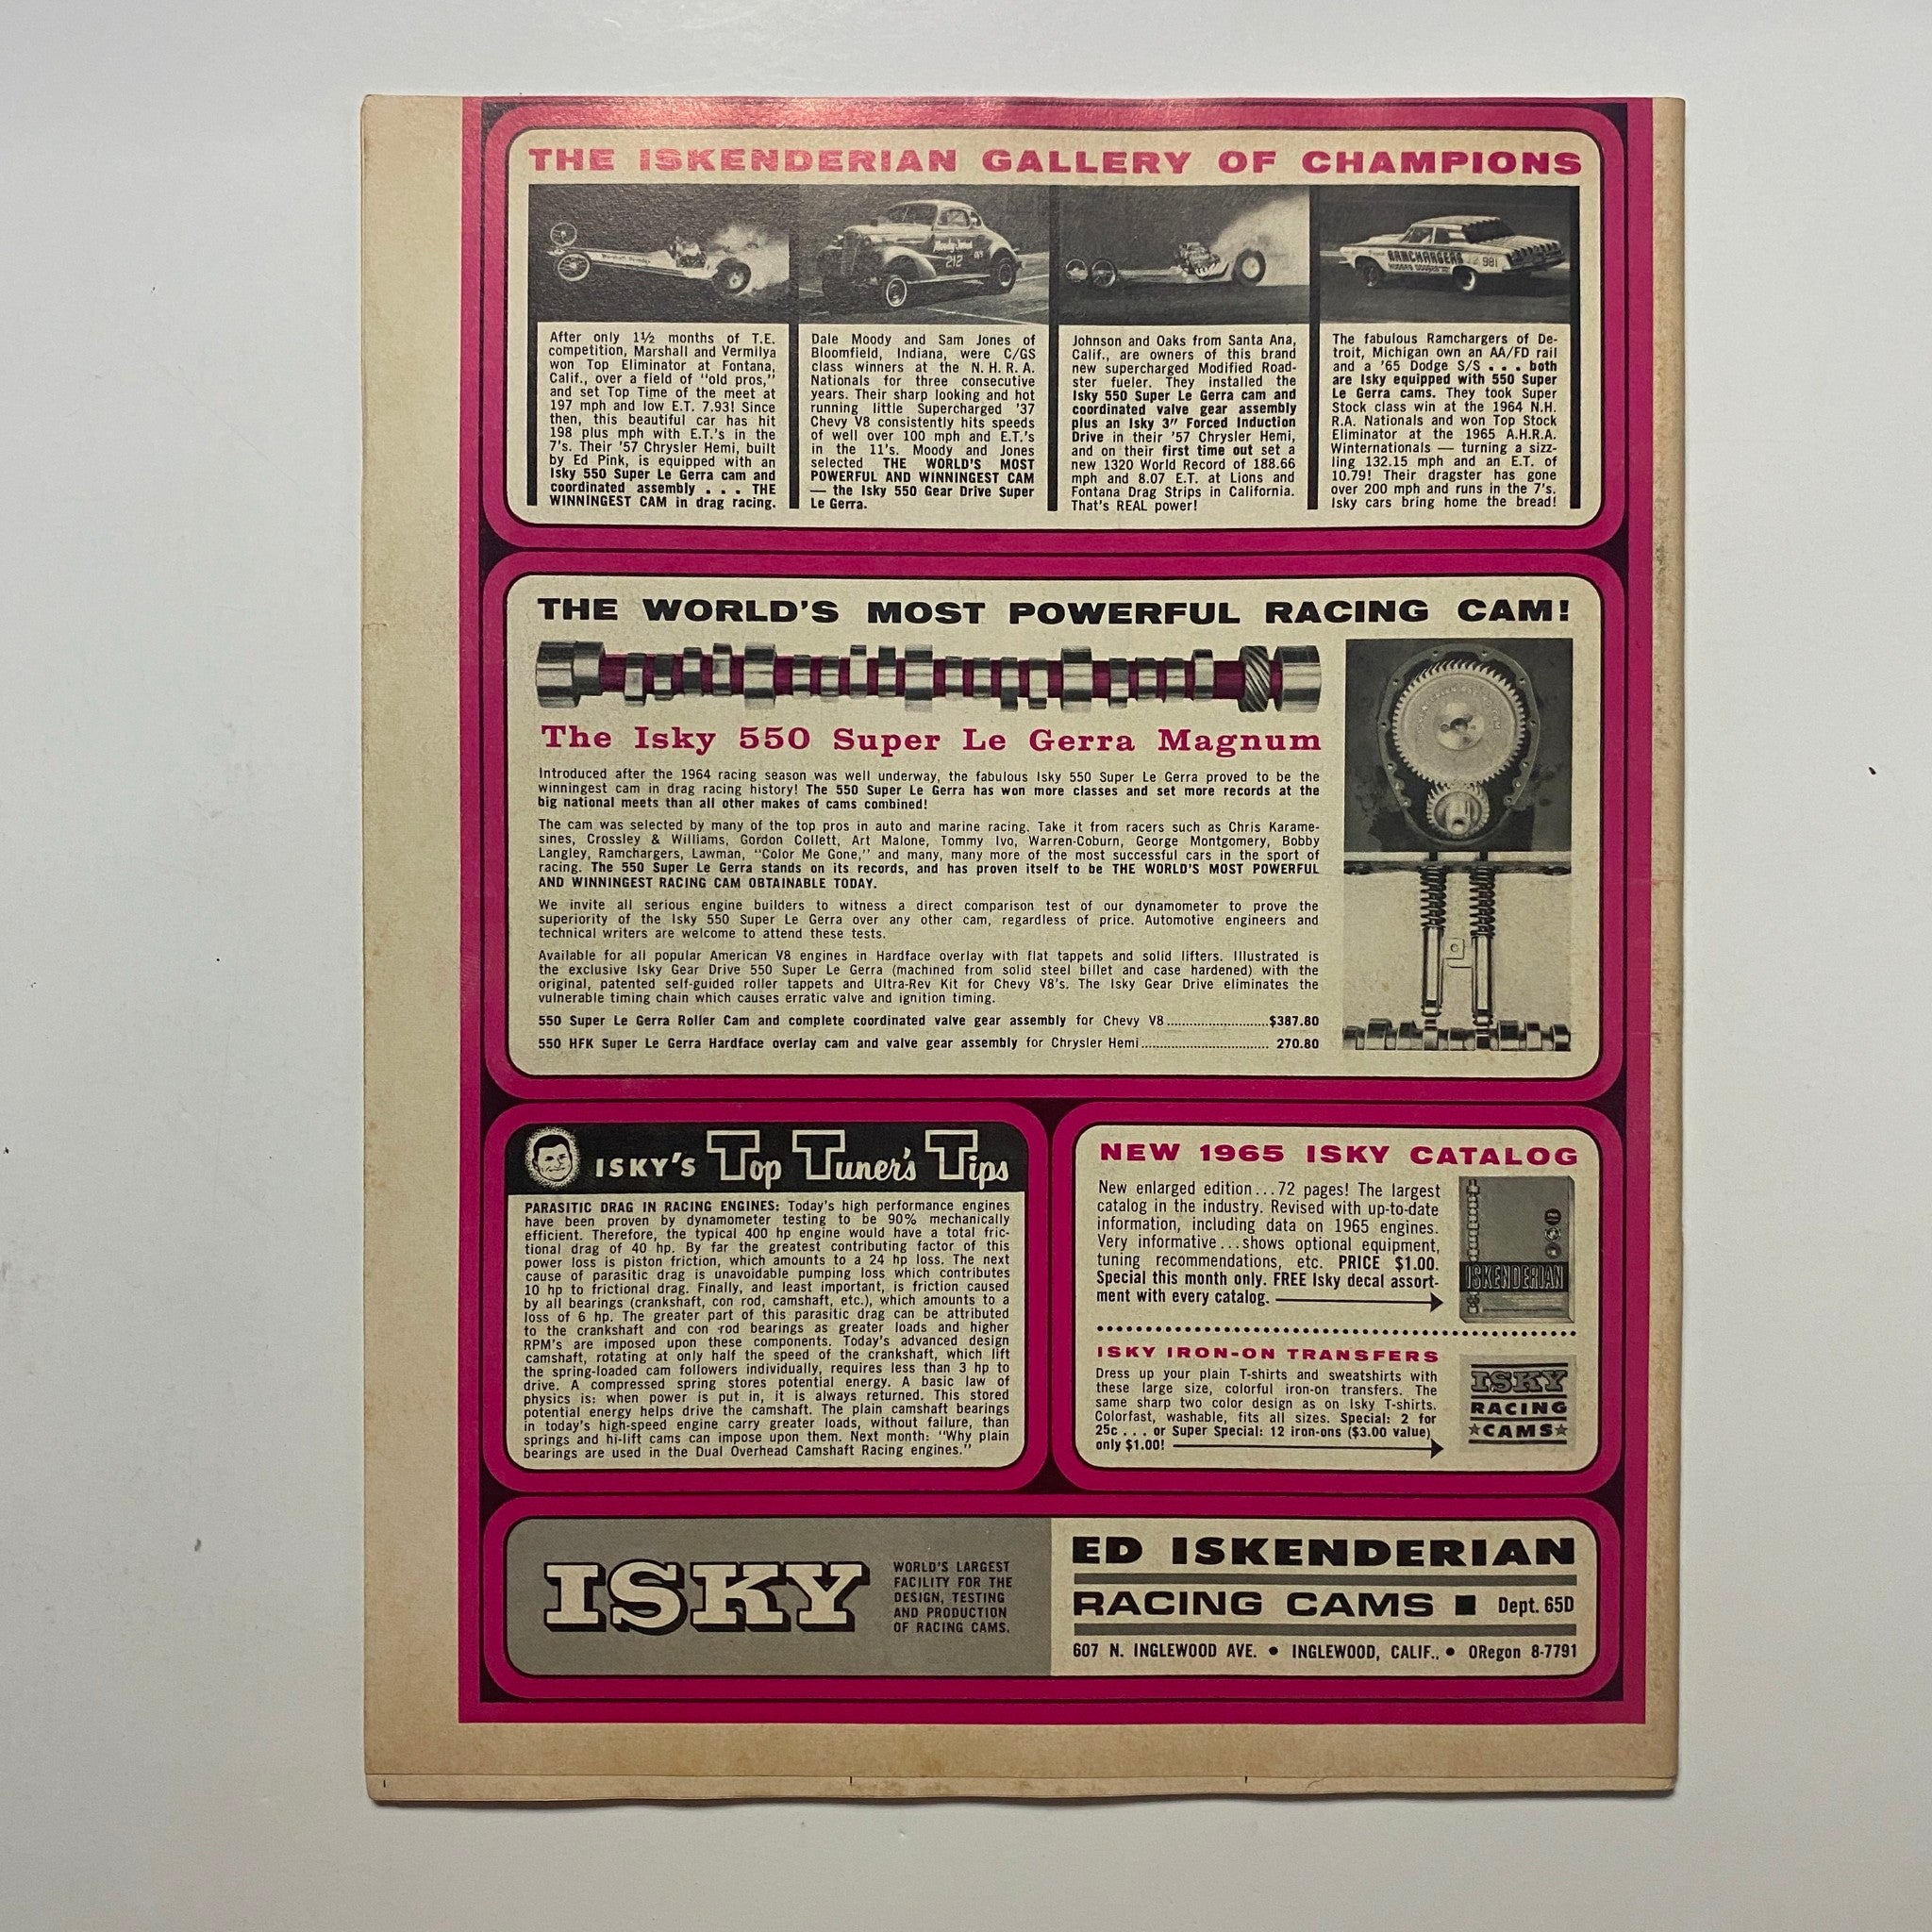 THE ISKENDERIAN GALLERY OF CHAMPIONS
Moody & Jones
212
RAMCHARGERS
981
After only 1½ months of T.E.
competition, Marshall and Vermilya
won Top Eliminator at Fontana,
Calif., over a field of "old pros,"
and set Top Time of the meet at
197 mph and low E.T. 7.93! Since
then, this beautiful car has hit
198 plus mph with E.T.'s in the
7's. Their '57 Chrysler Hemi, built
by Ed Pink, is equipped with an
Isky 550 Super Le Gerra cam and
coordinated assembly . . . THE
WINNINGEST CAM in drag racing.
Dale Moody and Sam Jones of
Bloomfield, Indiana, were C/GS
class winners at the N.H.R.A.
Nationals for three consecutive
years. Their sharp looking and hot
running little Supercharged '37
Chevy V8 consistently hits speeds
of well over 100 mph and E.T.'s
in the 11's. Moody and Jones
selected THE WORLD'S MOST
POWERFUL AND WINNINGEST CAM
— the Isky 550 Gear Drive Super
Le Gerra.
Johnson and Oaks from Santa Ana,
Calif., are owners of this brand
new supercharged Modified Road-
ster fueler. They installed the
Isky 550 Super Le Gerra cam and
coordinated valve gear assembly
plus an Isky 3" Forced Induction
Drive in their '57 Chrysler Hemi,
and on their first time out set a
new 1320 World Record of 188.66
mph and 8.07 E.T. at Lions and
Fontana Drag Strips in California.
That's REAL power!
The fabulous Ramchargers of De-
troit, Michigan own an AA/FD rail
and a '65 Dodge S/S . . . both
are Isky equipped with 550 Super
Le Gerra cams. They took Super
Stock class win at the 1964 N.H.
R.A. Nationals and won Top Stock
Eliminator at the 1965 A.H.R.A.
Winternationals — turning a sizz-
ling 132.15 mph and an E.T. of
10.79! Their dragster has gone
over 200 mph and runs in the 7's.
Isky cars bring home the bread!
THE WORLD'S MOST POWERFUL RACING CAM!
The Isky 550 Super Le Gerra Magnum
Introduced after the 1964 racing season was well underway, the fabulous Isky 550 Super Le Gerra proved to be the
winningest cam in drag racing history! The 550 Super Le Gerra has won more classes and set more records at the
big national meets than all other makes of cams combined!
The cam was selected by many of the top pros in auto and marine racing. Take it from racers such as Chris Karame-
sines, Crossley & Williams, Gordon Collett, Art Malone, Tommy Ivo, Warren-Coburn, George Montgomery, Bobby
Langley, Ramchargers, Lawman, "Color Me Gone," and many, many more of the most successful cars in the sport of
racing. The 550 Super Le Gerra stands on its records, and has proven itself to be THE WORLD'S MOST POWERFUL
AND WINNINGEST RACING CAM OBTAINABLE TODAY.
We invite all serious engine builders to witness a direct comparison test of our dynamometer to prove the
superiority of the Isky 550 Super Le Gerra over any other cam, regardless of price. Automotive engineers and
technical writers are welcome to attend these tests.
Available for all popular American V8 engines in Hardface overlay with flat tappets and solid lifters. Illustrated is
the exclusive Isky Gear Drive 550 Super Le Gerra (machined from solid steel billet and case hardened) with the
original, patented self-guided roller tappets and Ultra-Rev Kit for Chevy V8's. The Isky Gear Drive eliminates the
vulnerable timing chain which causes erratic valve and ignition timing.
550 Super Le Gerra Roller Cam and complete coordinated valve gear assembly for Chevy V8............................$387.80
550 HFK Super Le Gerra Hardface overlay cam and valve gear assembly for Chrysler Hemi................................... 270.80
ISKY'S Top Tuner's Tips
PARASITIC DRAG IN RACING ENGINES: Today's high performance engines
have been proven by dynamometer testing to be 90% mechanically
efficient. Therefore, the typical 400 hp engine would have a total fric-
tional drag of 40 hp. By far the greatest contributing factor of this
power loss is piston friction, which amounts to a 24 hp loss. The next
cause of parasitic drag is unavoidable pumping loss which contributes
10 hp to frictional drag. Finally, and least important, is friction caused
by all bearings (crankshaft, con rod, camshaft, etc.), which amounts to a
loss of 6 hp. The greater part of this parasitic drag can be attributed
to the crankshaft and con rod bearings as greater loads and higher
RPM's are imposed upon these components. Today's advanced design
camshaft, rotating at only half the speed of the crankshaft, which lift
the spring-loaded cam followers individually, requires less than 3 hp to
drive. A compressed spring stores potential energy. A basic law of
physics is: when power is put in, it is always returned. This stored
potential energy helps drive the camshaft. The plain camshaft bearings
in today's high-speed engine carry greater loads, without failure, than
springs and hi-lift cams can impose upon them. Next month: "Why plain
bearings are used in the Dual Overhead Camshaft Racing engines."
NEW 1965 ISKY CATALOG
New enlarged edition...72 pages! The largest
catalog in the industry. Revised with up-to-date
information, including data on 1965 engines.
Very informative...shows optional equipment,
tuning recommendations, etc. PRICE $1.00.
Special this month only. FREE Isky decal assort-
ment with every catalog.
ISKENDERIAN
ISKY IRON-ON TRANSFERS
Dress up your plain T-shirts and sweatshirts with
these large size, colorful iron-on transfers. The
same sharp two color design as on Isky T-shirts.
Colorfast, washable, fits all sizes. Special: 2 for
25c . . . or Super Special: 12 iron-ons ($3.00 value)
only $1.00!
ISKY
RACING
☆CAMS☆
ISKY
WORLD'S LARGEST
FACILITY FOR THE
DESIGN, TESTING
AND PRODUCTION
OF RACING CAMS.
ED ISKENDERIAN
RACING CAMS ■ Dept. 65D
607 N. INGLEWOOD AVE. • INGLEWOOD, CALIF., • ORegon 8-7791